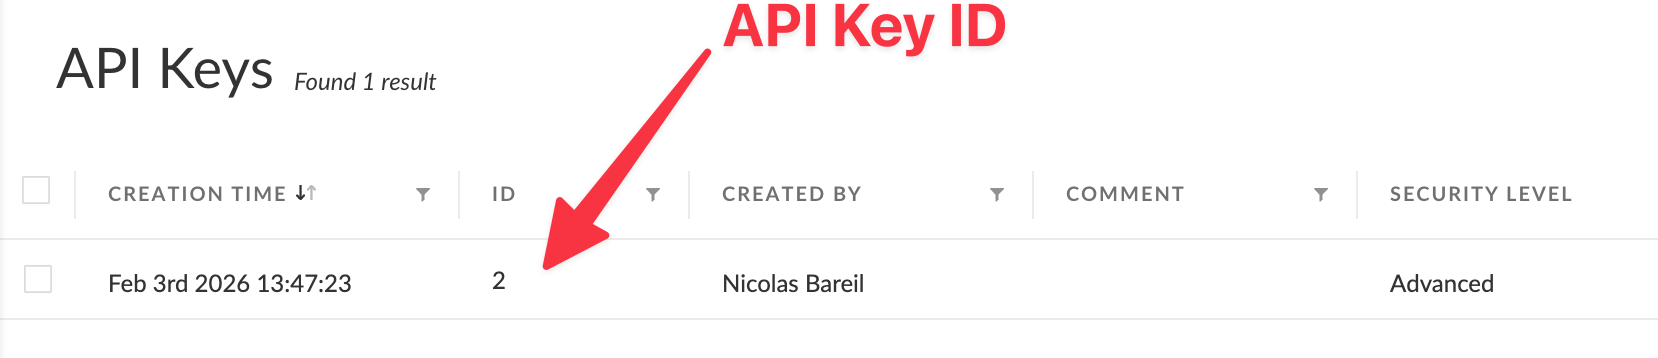 API Key ID
API Keys Found 1 result
CREATION TIME ID CREATED BY COMMENT SECURITY LEVEL
Feb 3rd 2026 13:47:23 2 Nicolas Bareil Advanced